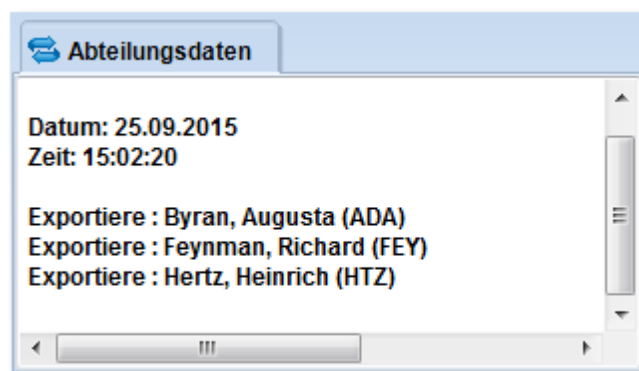 Abteilungsdaten
Datum: 25.09.2015
Zeit: 15:02:20
Exportiere : Byran, Augusta (ADA)
Exportiere : Feynman, Richard (FEY)
Exportiere : Hertz, Heinrich (HTZ)